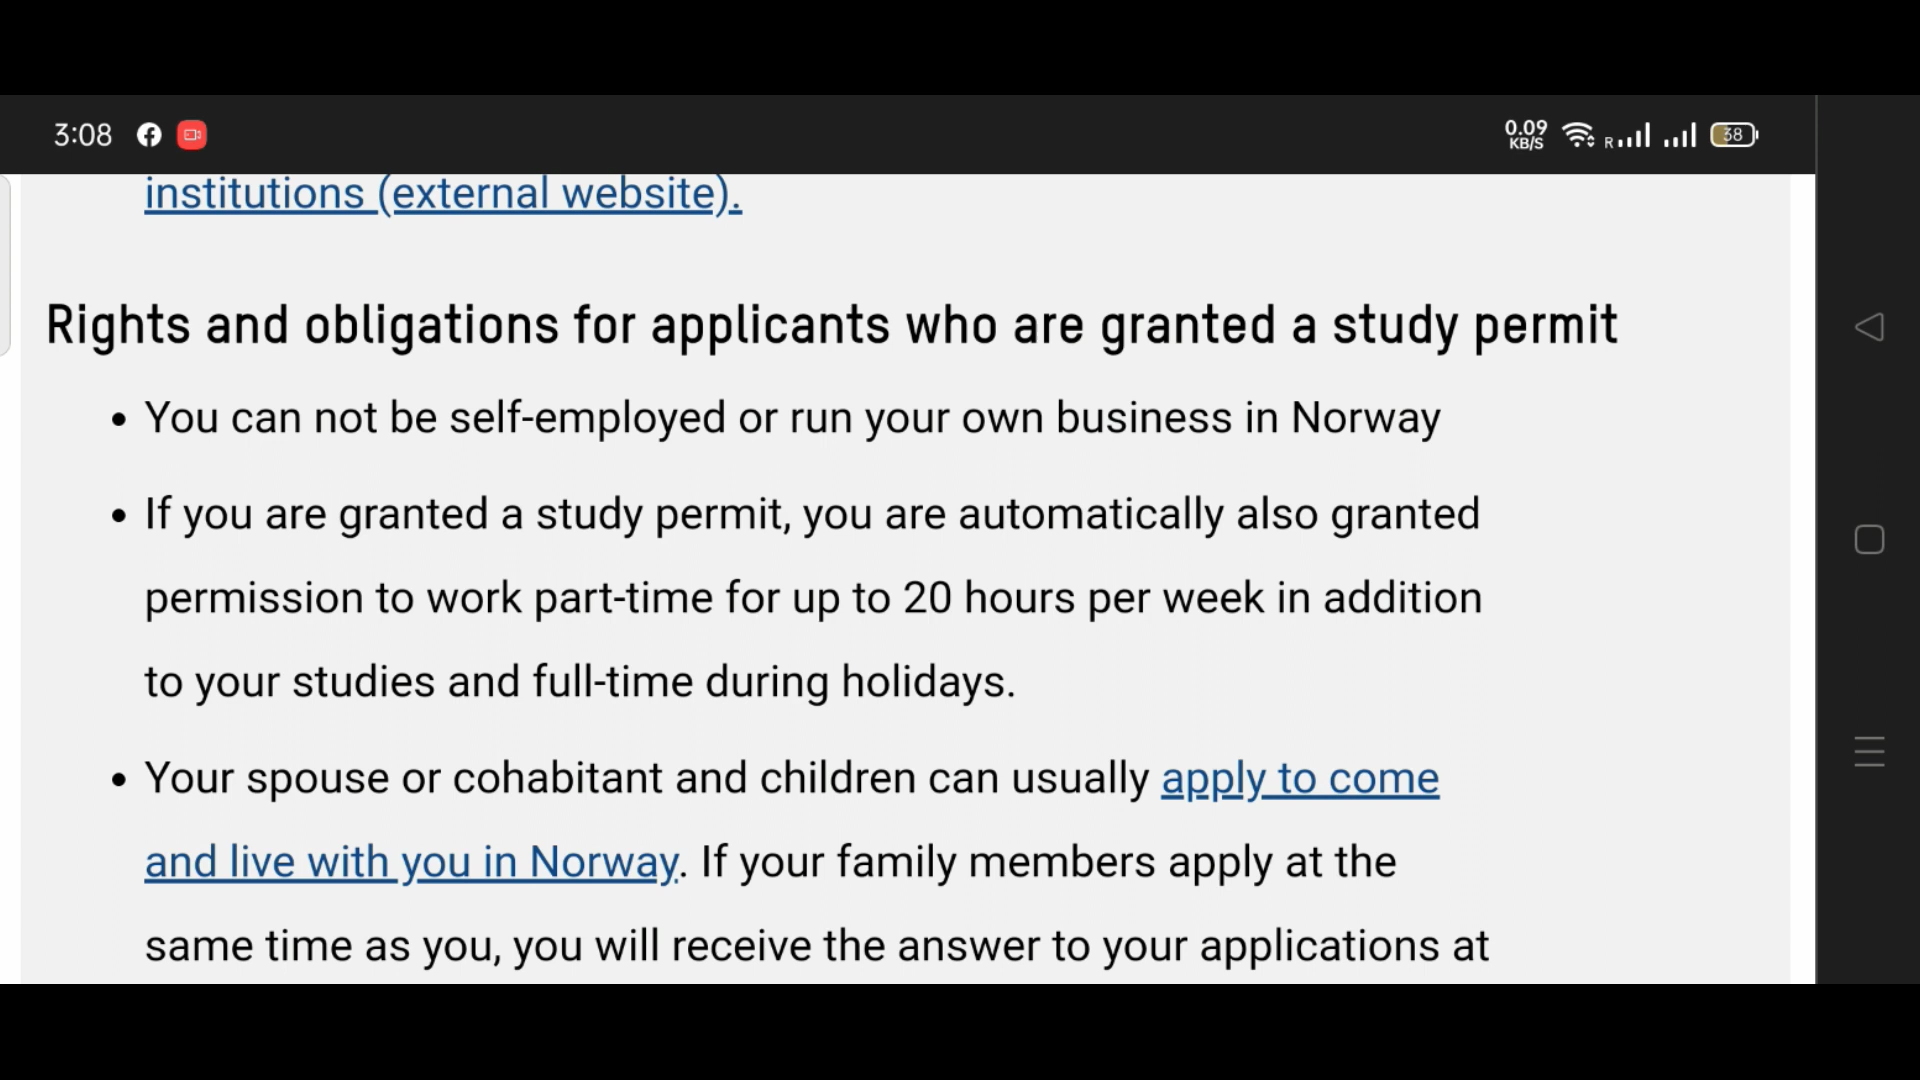 3:08
0.09
KB/S
R
38
institutions (external website).
Rights and obligations for applicants who are granted a study permit
• You can not be self-employed or run your own business in Norway
• If you are granted a study permit, you are automatically also granted
permission to work part-time for up to 20 hours per week in addition
to your studies and full-time during holidays.
• Your spouse or cohabitant and children can usually apply to come
and live with you in Norway. If your family members apply at the
same time as you, you will receive the answer to your applications at